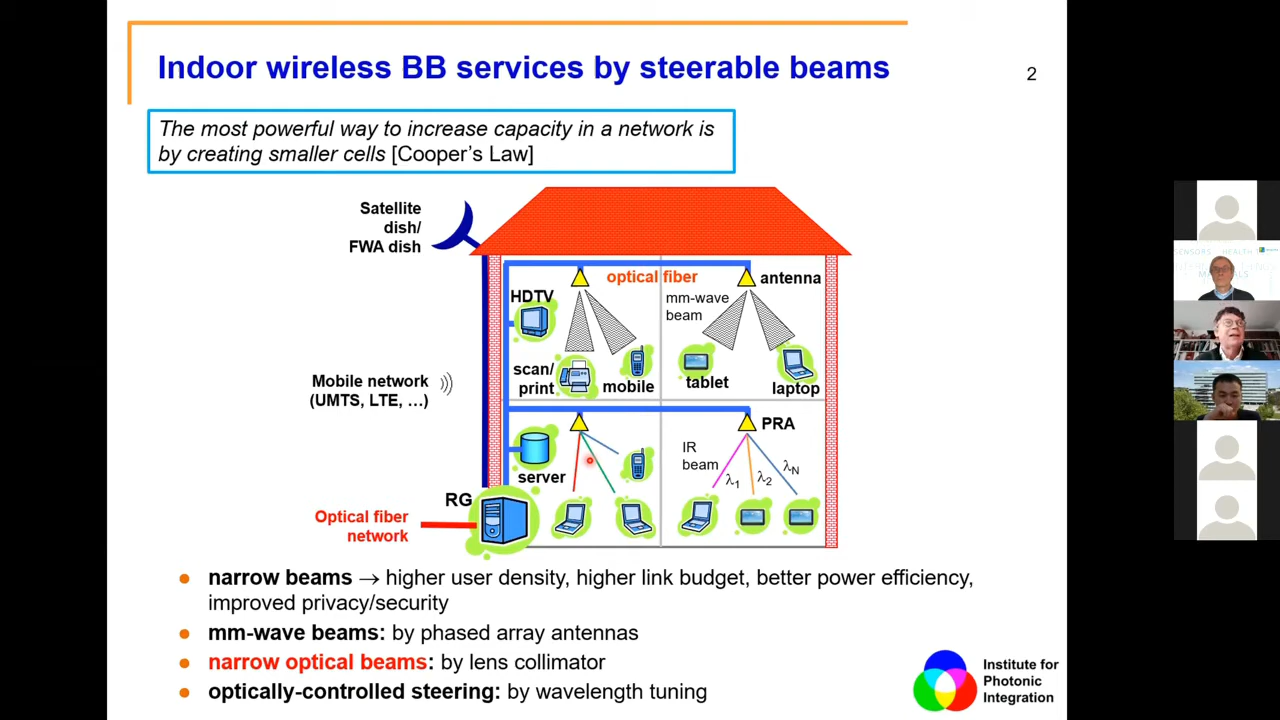 Indoor wireless BB services by steerable beams
2
The most powerful way to increase capacity in a network is
by creating smaller cells [Cooper's Law]
Satellite
dish/
FWA dish
optical fiber
antenna
HDTV
mm-wave
beam
scan/
print
mobile
tablet
laptop
Mobile network
(UMTS, LTE, …)
PRA
IR
beam
server
λ1
λ2
λN
RG
Optical fiber
network
• narrow beams → higher user density, higher link budget, better power efficiency,
improved privacy/security
• mm-wave beams: by phased array antennas
• narrow optical beams: by lens collimator
• optically-controlled steering: by wavelength tuning
Institute for
Photonic
Integration
SENSORS
HEALTH